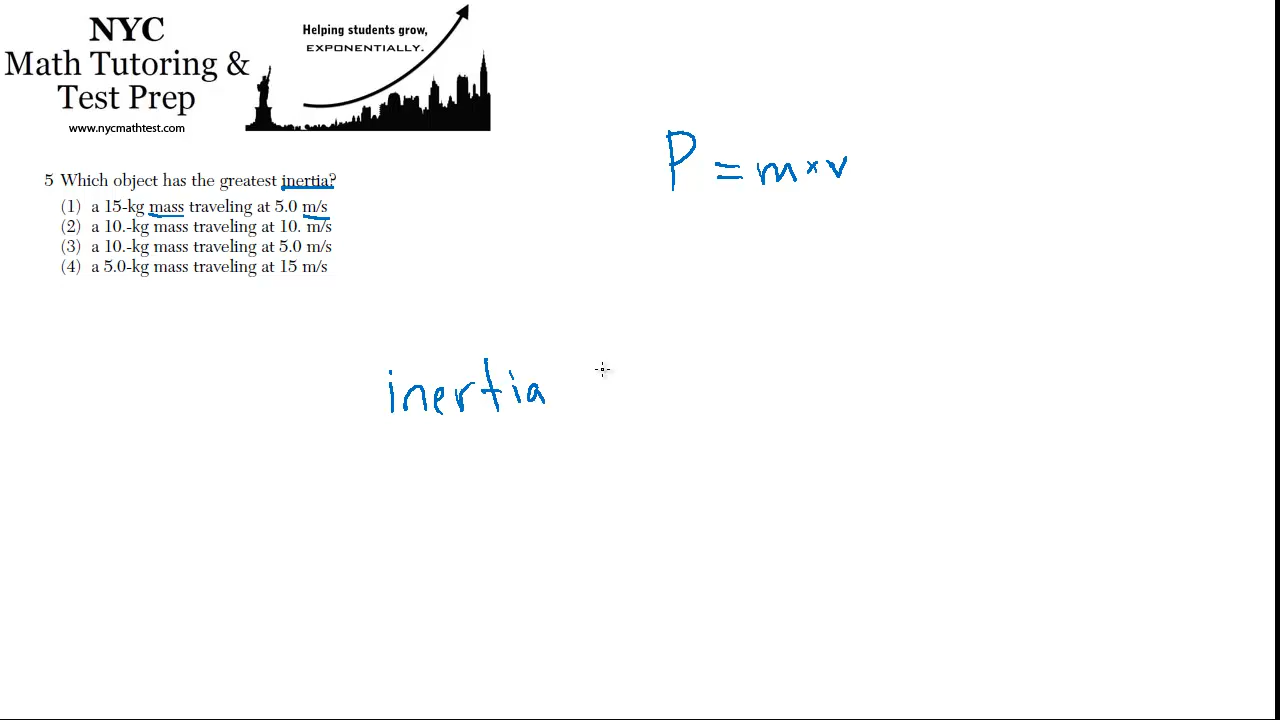 NYC
Math Tutoring &
Test Prep
www.nycmathtest.com
Helping students grow,
EXPONENTIALLY.
P = m × v
5 Which object has the greatest inertia?
(1) a 15-kg mass traveling at 5.0 m/s
(2) a 10.-kg mass traveling at 10. m/s
(3) a 10.-kg mass traveling at 5.0 m/s
(4) a 5.0-kg mass traveling at 15 m/s
inertia